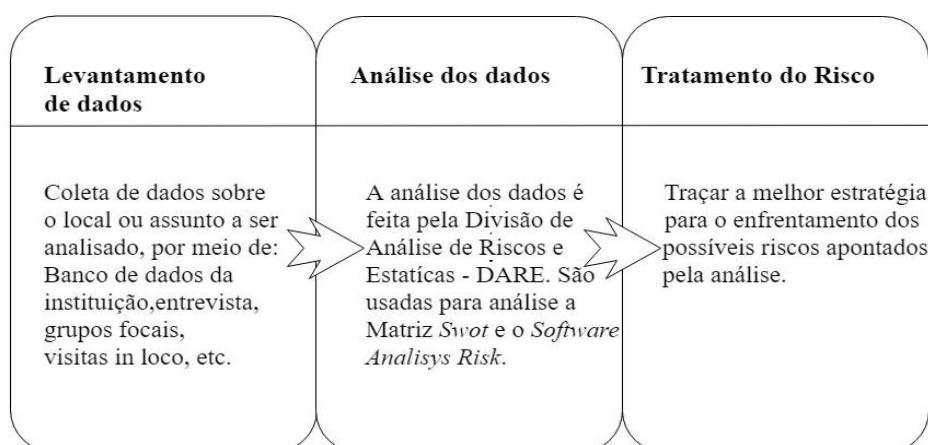 Levantamento
de dados
Coleta de dados sobre
o local ou assunto a ser
analisado, por meio de:
Banco de dados da
instituição,entrevista,
grupos focais,
visitas in loco, etc.
Análise dos dados
A análise dos dados é
feita pela Divisão de
Análise de Riscos e
Estatícas - DARE. São
usadas para análise a
Matriz Swot e o Software
Analisys Risk.
Tratamento do Risco
Traçar a melhor estratégia
para o enfrentamento dos
possíveis riscos apontados
pela análise.